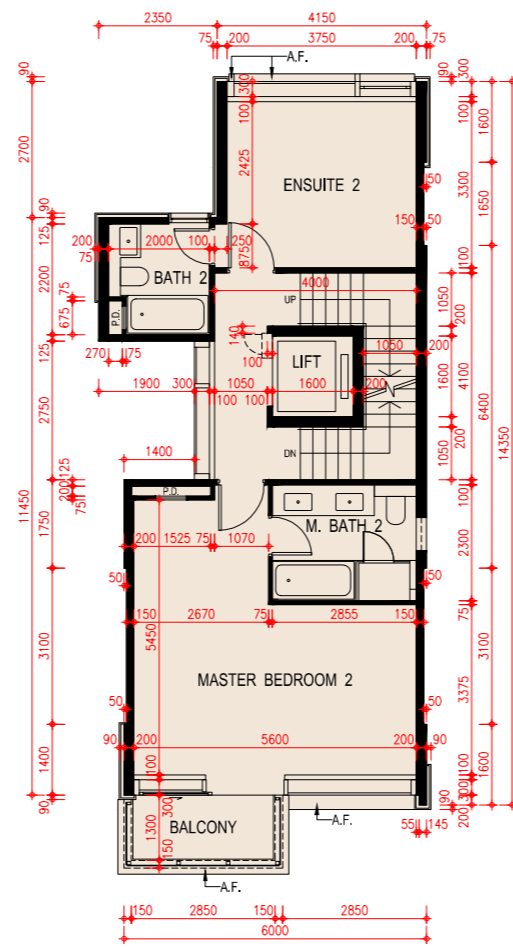 2350 4150
75 200 3750 200 75
A.F.
90 300 90 300
100 100
2700 2425 1600
3300
ENSUITE 2
50
1650
150 50
90
125 200 2000 100 250
75
875 100
BATH 2
2200 4000
UP
1050
75
675 P.D. 140 200
100 LIFT 1050 200
125 270 75
1600 4100
6400
14350
1900 300 1050 1600 200
100 100
2750
1400 DN 1050 200
11450
125
200
75
P.D. 100
1750
M. BATH 2 2300
200 1525 75 1070
50 50
150 2670 75 2855 150 75
5450
3100 3100
MASTER BEDROOM 2 3375
50 50
90 200 5600 200 90
1400 100 1600
100
300 300
90 90
200
1300 BALCONY
A.F.
150 55 145
A.F.
150 2850 150 2850
6000